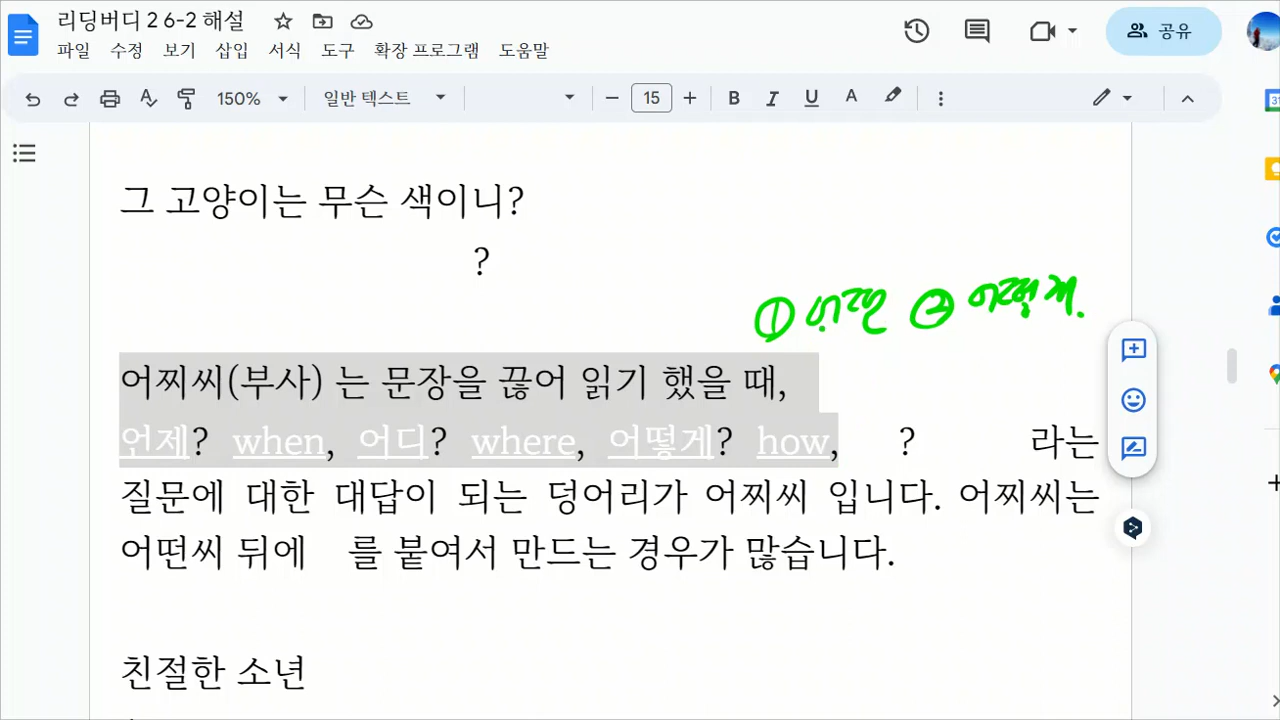 리딩버디 2 6-2 해설
파일 수정 보기 삽입 서식 도구 확장 프로그램 도움말
공유
150% 일반 텍스트 15 B I U A
그 고양이는 무슨 색이니?
?
① 어떤 ② 어떻게.
어찌씨(부사) 는 문장을 끊어 읽기 했을 때,
언제? when, 어디? where, 어떻게? how, ? 라는
질문에 대한 대답이 되는 덩어리가 어찌씨 입니다. 어찌씨는
어떤씨 뒤에 를 붙여서 만드는 경우가 많습니다.
친절한 소년